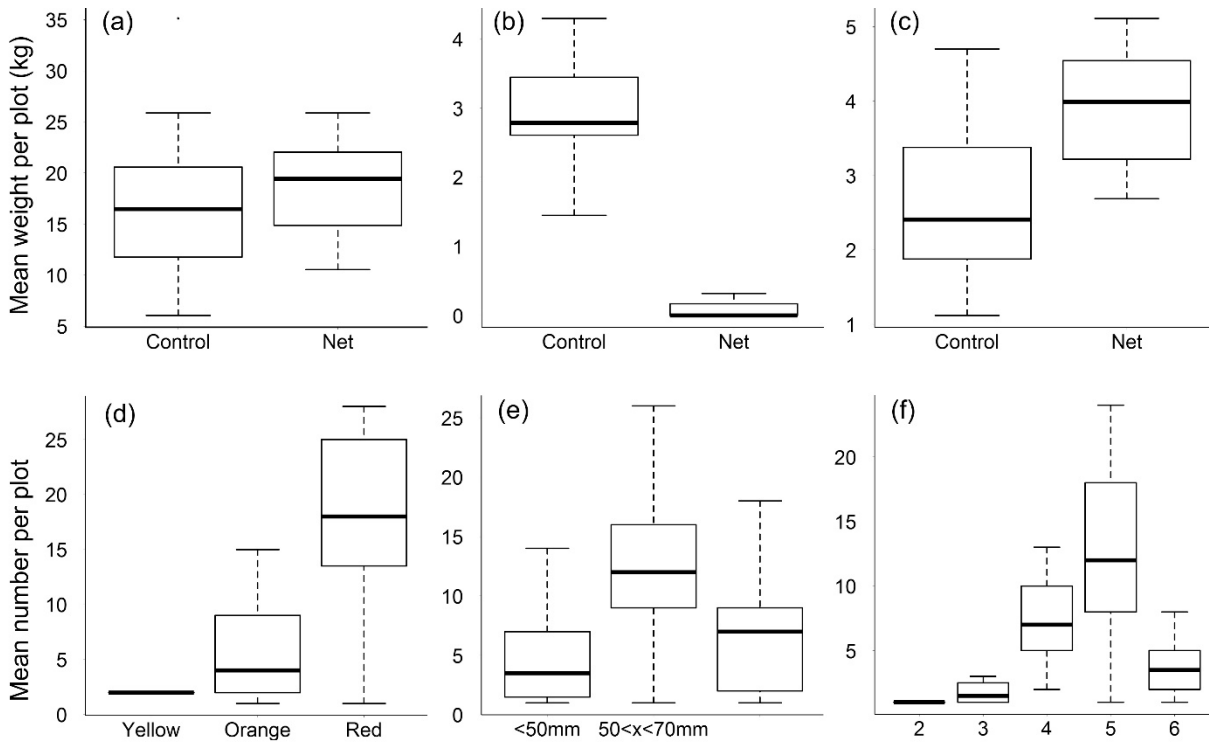 Mean weight per plot (kg)
(a)
35
30
25
20
15
10
5
Control Net
(b)
4
3
2
1
0
Control Net
(c)
5
4
3
2
1
Control Net
Mean number per plot
(d)
25
20
15
10
5
0
Yellow Orange Red
(e)
25
20
15
10
5
0
<50mm 50<x<70mm
(f)
20
15
10
5
2 3 4 5 6